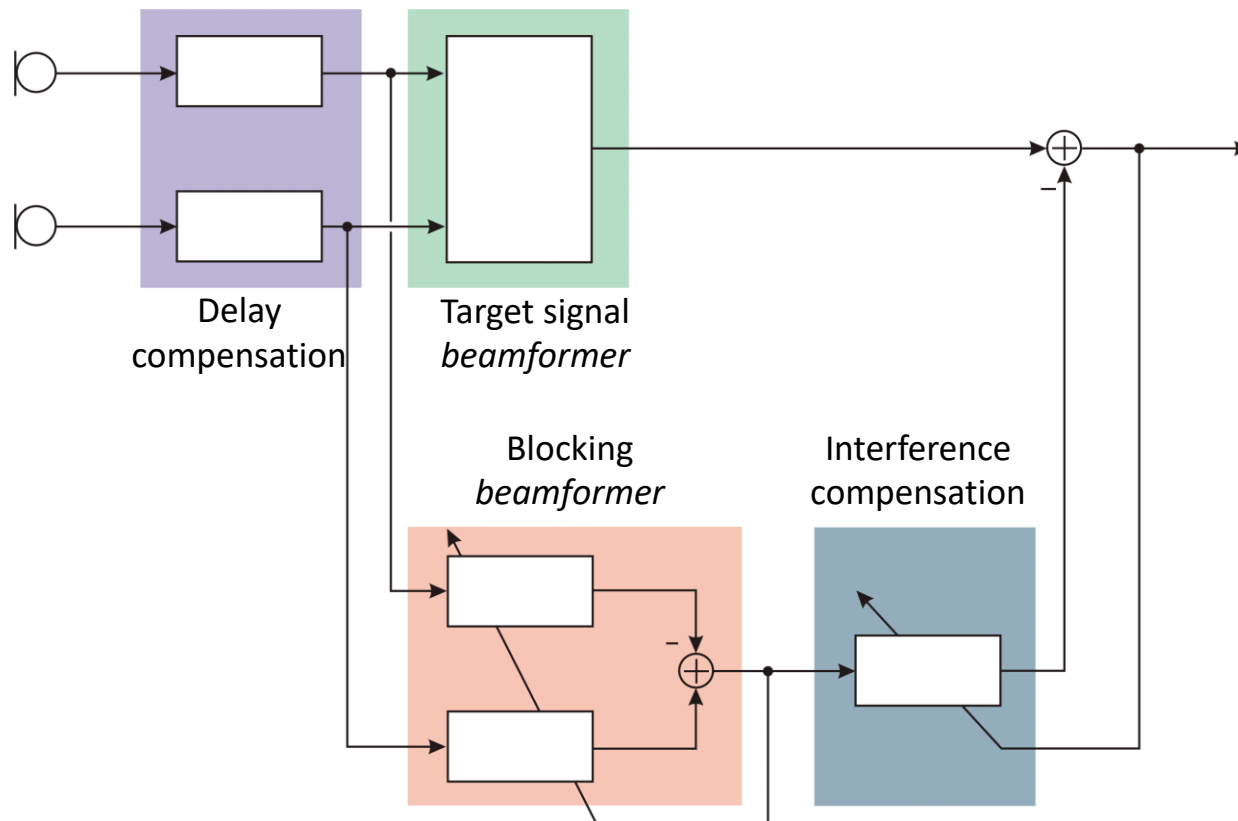 Delay
compensation
Target signal
beamformer
Blocking
beamformer
Interference
compensation
–
–